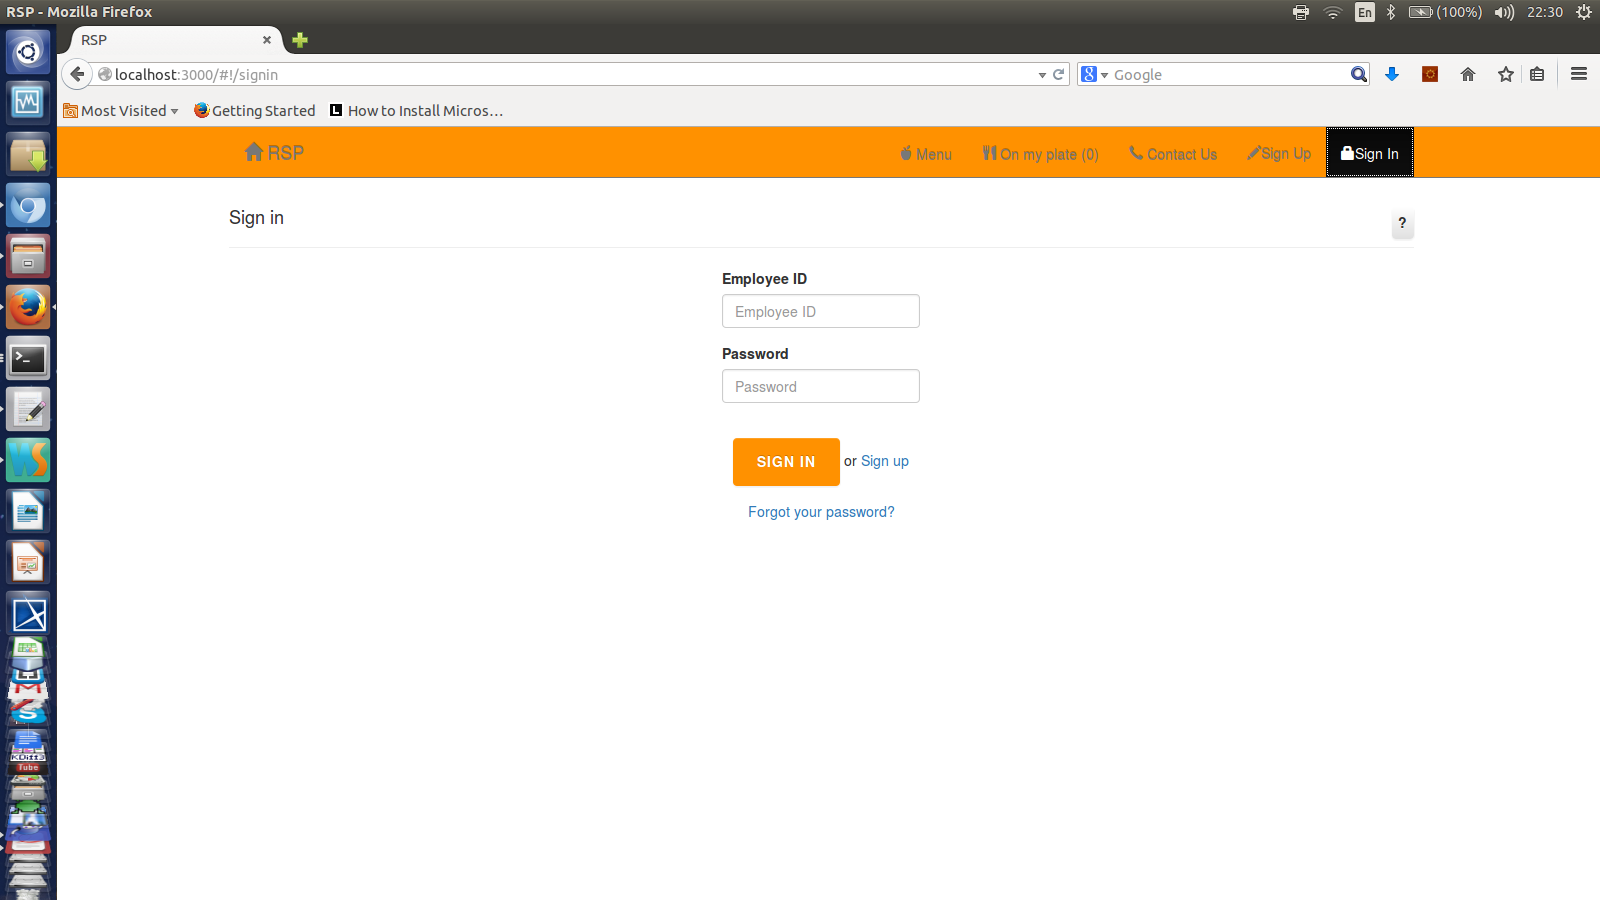 RSP - Mozilla Firefox
En (100%) 22:30
RSP
localhost:3000/#!/signin
Google
Most Visited Getting Started How to Install Micros...
RSP Menu On my plate (0) Contact Us Sign Up Sign In
Sign in
?
Employee ID
Employee ID
Password
Password
SIGN IN or Sign up
Forgot your password?
KDiff3
Tube